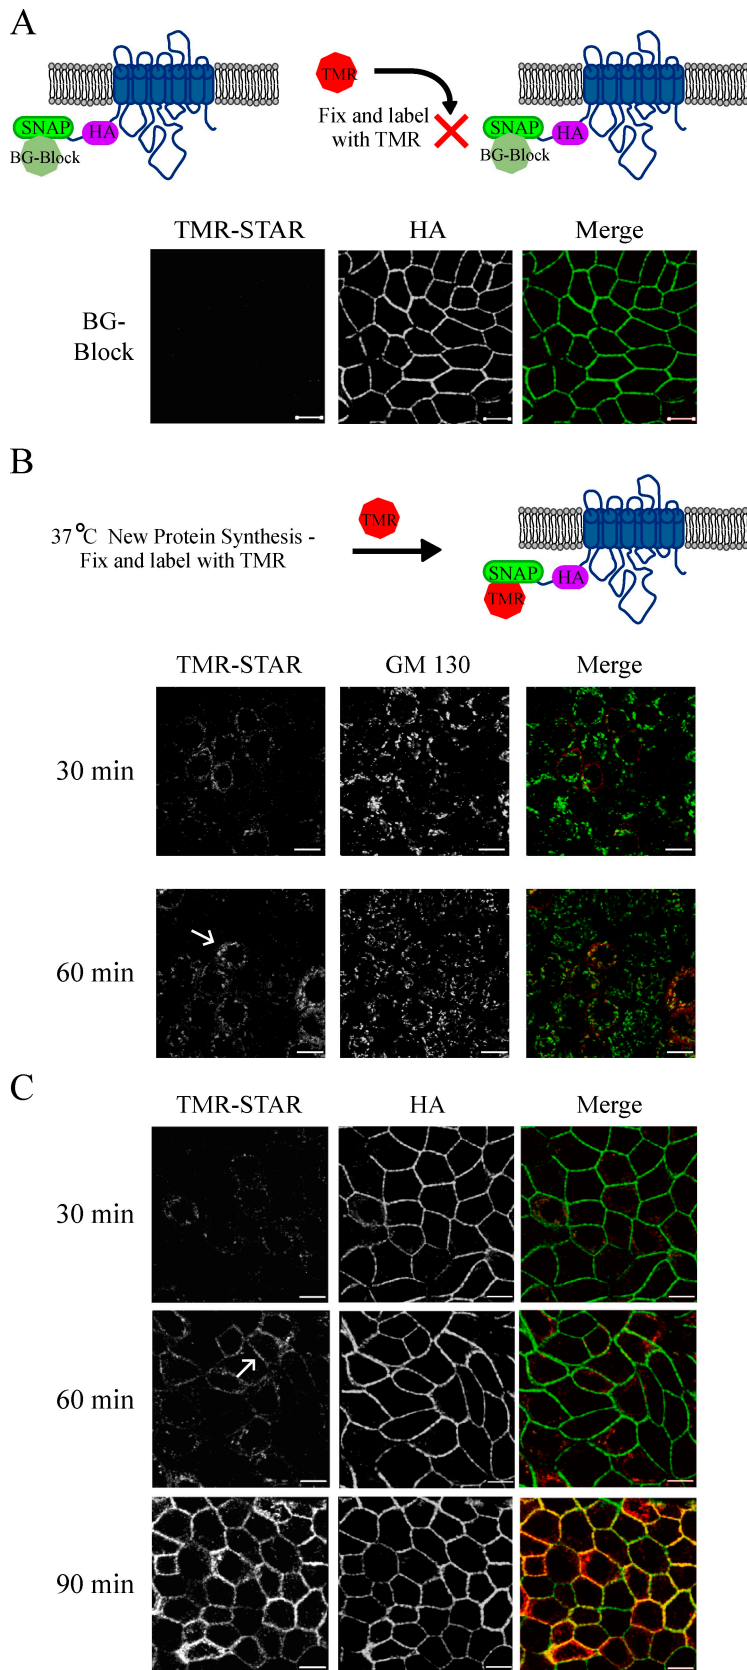 A
SNAP
HA
BG-Block
TMR
Fix and label
with TMR
SNAP
HA
BG-Block
TMR-STAR HA Merge
BG-
Block
B
37 °C New Protein Synthesis -
Fix and label with TMR
TMR
SNAP
HA
TMR
TMR-STAR GM 130 Merge
30 min
60 min
C
TMR-STAR HA Merge
30 min
60 min
90 min